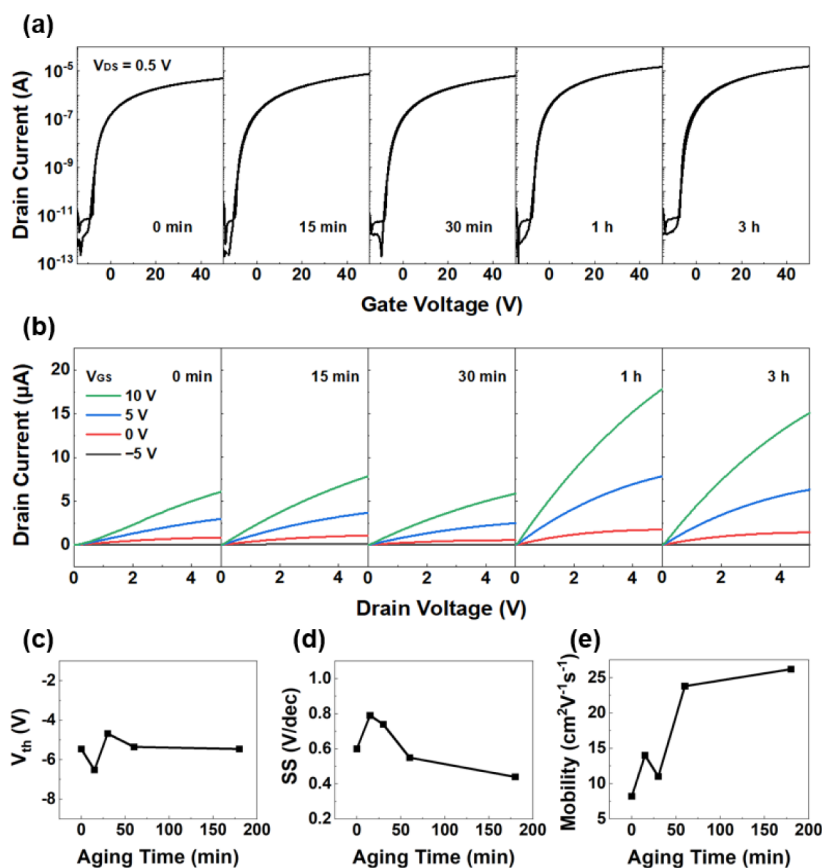 (a)
Drain Current (A)
10-5
10-7
10-9
10-11
10-13
VDS = 0.5 V
0 min
15 min
30 min
1 h
3 h
0 20 40 0 20 40 0 20 40 0 20 40 0 20 40
Gate Voltage (V)
(b)
Drain Current (µA)
20
15
10
5
0
VGS
10 V
5 V
0 V
−5 V
0 min
15 min
30 min
1 h
3 h
0 2 4 0 2 4 0 2 4 0 2 4 0 2 4
Drain Voltage (V)
(c)
Vth (V)
-2
-4
-6
-8
0 50 100 150 200
Aging Time (min)
(d)
SS (V/dec)
1.0
0.8
0.6
0.4
0.2
0 50 100 150 200
Aging Time (min)
(e)
Mobility (cm2V-1s-1)
25
20
15
10
5
0 50 100 150 200
Aging Time (min)